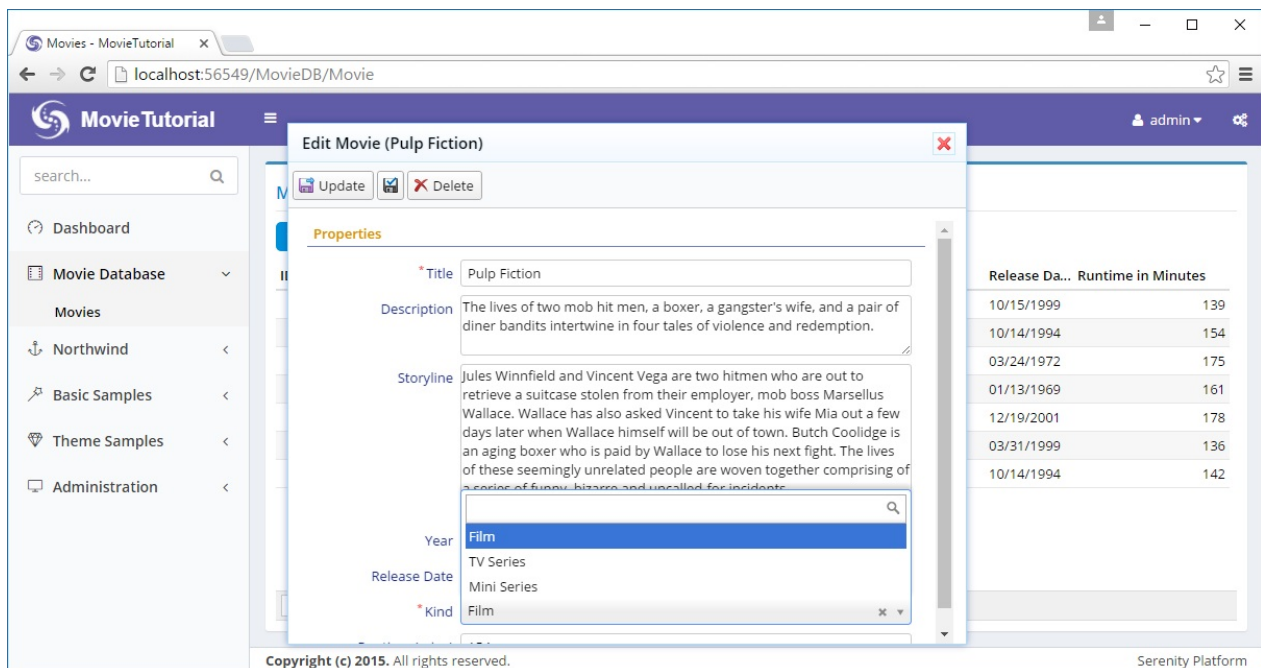 Movies - MovieTutorial
localhost:56549/MovieDB/Movie
MovieTutorial
admin
search...
Dashboard
Movie Database
Movies
Northwind
Basic Samples
Theme Samples
Administration
Edit Movie (Pulp Fiction)
Update
Delete
Properties
*Title Pulp Fiction
Description The lives of two mob hit men, a boxer, a gangster's wife, and a pair of
diner bandits intertwine in four tales of violence and redemption.
Storyline Jules Winnfield and Vincent Vega are two hitmen who are out to
retrieve a suitcase stolen from their employer, mob boss Marsellus
Wallace. Wallace has also asked Vincent to take his wife Mia out a few
days later when Wallace himself will be out of town. Butch Coolidge is
an aging boxer who is paid by Wallace to lose his next fight. The lives
of these seemingly unrelated people are woven together comprising of
a series of funny, bizarre and uncalled-for incidents.
Year
Film
TV Series
Release Date
Mini Series
*Kind Film
Release Da... Runtime in Minutes
10/15/1999 139
10/14/1994 154
03/24/1972 175
01/13/1969 161
12/19/2001 178
03/31/1999 136
10/14/1994 142
Copyright (c) 2015. All rights reserved.
Serenity Platform